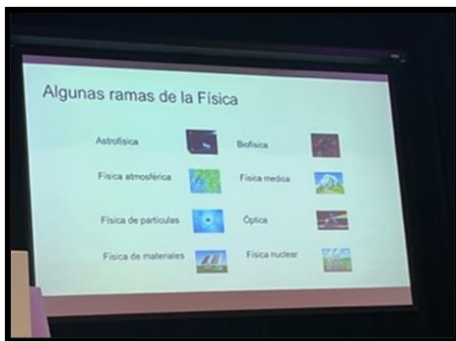 Algunas ramas de la Física
Astrofísica
Biofísica
Física atmosférica
Física medica
Física de partículas
Óptica
Física de materiales
Física nuclear